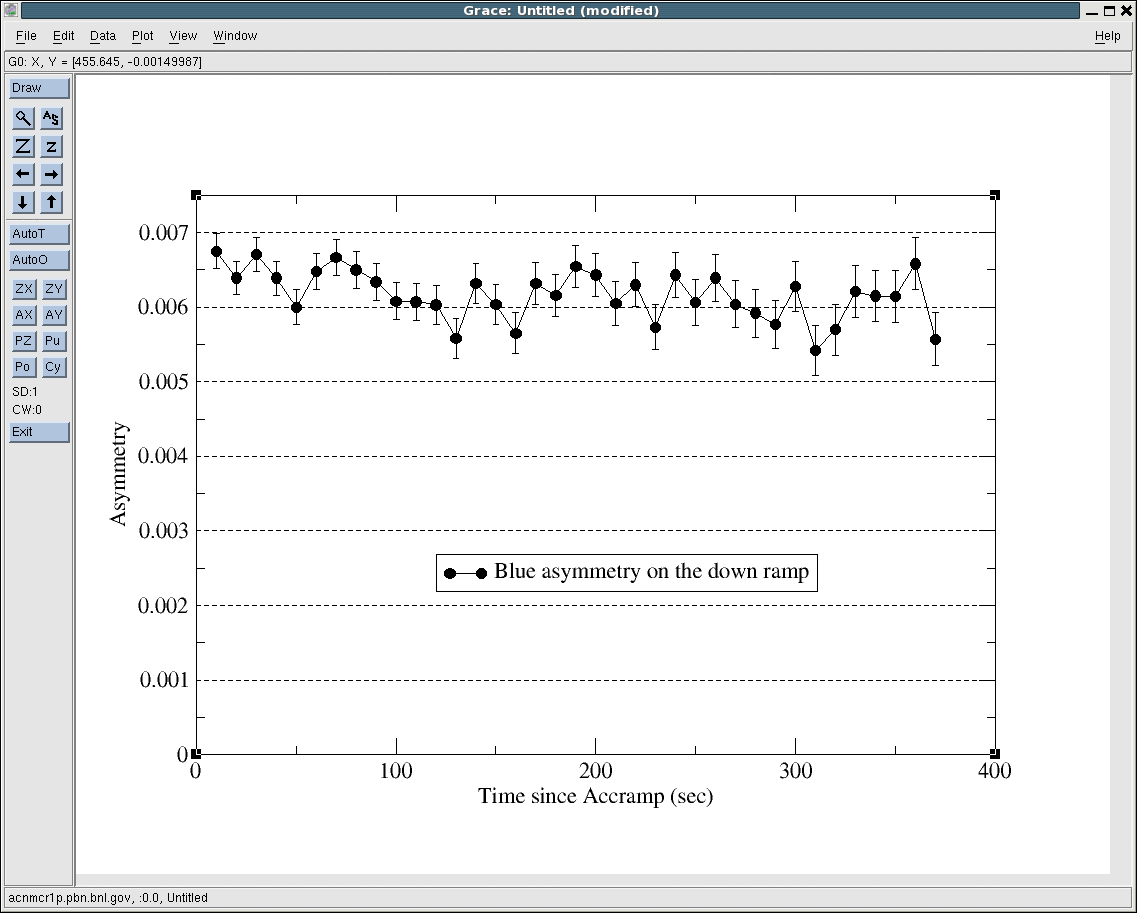 Grace: Untitled (modified)
File Edit Data Plot View Window Help
G0: X, Y = [455.645, -0.00149987]
Draw
AS
Z z
AutoT
AutoO
ZX ZY
AX AY
PZ Pu
Po Cy
SD:1
CW:0
Exit
0.007
0.006
0.005
0.004
0.003
0.002
0.001
0
Asymmetry
Blue asymmetry on the down ramp
0 100 200 300 400
Time since Accramp (sec)
acnmcr1p.pbn.bnl.gov, :0.0, Untitled